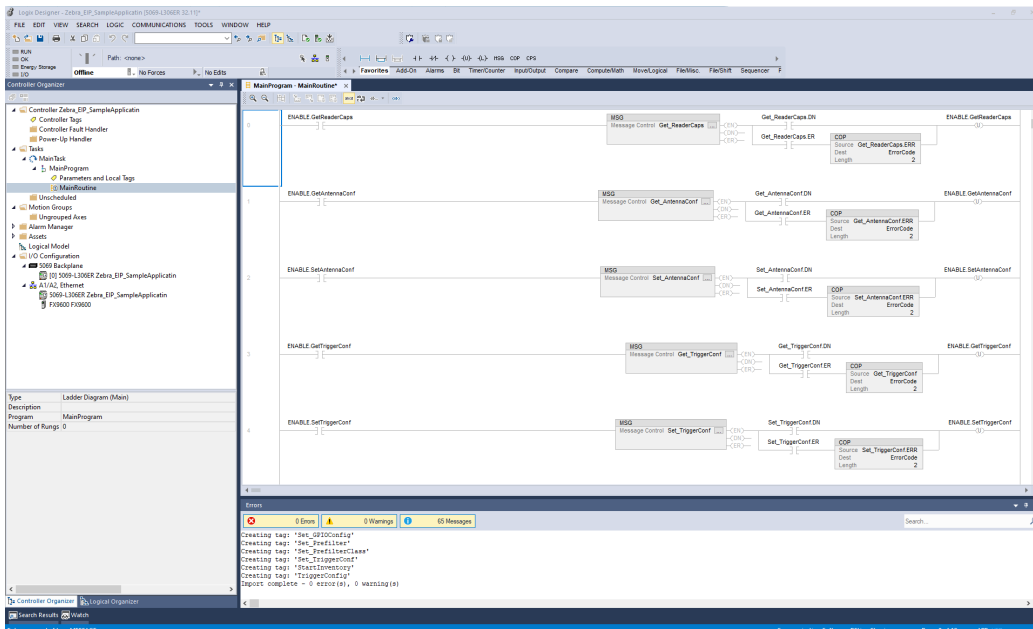 Logix Designer - Zebra_EIP_SampleApplicatin [5069-L306ER 32.11]*
FILE EDIT VIEW SEARCH LOGIC COMMUNICATIONS TOOLS WINDOW HELP
RUN
OK
Energy Storage
I/O
Path: <none>
Offline
No Forces
No Edits
HSG COP CPS
Favorites Add-On Alarms Bit Timer/Counter Input/Output Compare Compute/Math Move/Logical File/Misc. File/Shift Sequencer
Controller Organizer
Controller Zebra_EIP_SampleApplicatin
Controller Tags
Controller Fault Handler
Power-Up Handler
Tasks
MainTask
MainProgram
Parameters and Local Tags
MainRoutine
Unscheduled
Motion Groups
Ungrouped Axes
Alarm Manager
Assets
Logical Model
I/O Configuration
5069 Backplane
[0] 5069-L306ER Zebra_EIP_SampleApplicatin
A1/A2, Ethernet
5069-L306ER Zebra_EIP_SampleApplicatin
FX9600 FX9600
Type Ladder Diagram (Main)
Description
Program MainProgram
Number of Rungs 0
Controller Organizer
Logical Organizer
MainProgram - MainRoutine*
0
ENABLE.GetReaderCaps
MSG
Message Control Get_ReaderCaps ...
(EN)
(DN)
(ER)
Get_ReaderCaps.DN
Get_ReaderCaps.ER
COP
Source Get_ReaderCaps.ERR
Dest ErrorCode
Length 2
ENABLE.GetReaderCaps
(U)
1
ENABLE.GetAntennaConf
MSG
Message Control Get_AntennaConf ...
(EN)
(DN)
(ER)
Get_AntennaConf.DN
Get_AntennaConf.ER
COP
Source Get_AntennaConf.ERR
Dest ErrorCode
Length 2
ENABLE.GetAntennaConf
(U)
2
ENABLE.SetAntennaConf
MSG
Message Control Set_AntennaConf ...
(EN)
(DN)
(ER)
Set_AntennaConf.DN
Set_AntennaConf.ER
COP
Source Set_AntennaConf.ERR
Dest ErrorCode
Length 2
ENABLE.SetAntennaConf
(U)
3
ENABLE.GetTriggerConf
MSG
Message Control Get_TriggerConf ...
(EN)
(DN)
(ER)
Get_TriggerConf.DN
Get_TriggerConf.ER
COP
Source Get_TriggerConf
Dest ErrorCode
Length 2
ENABLE.GetTriggerConf
(U)
4
ENABLE.SetTriggerConf
MSG
Message Control Set_TriggerConf ...
(EN)
(DN)
(ER)
Set_TriggerConf.DN
Set_TriggerConf.ER
COP
Source Set_TriggerConf.ERR
Dest ErrorCode
Length 2
ENABLE.SetTriggerConf
(U)
Errors
0 Errors
0 Warnings
65 Messages
Search...
Creating tag: 'Set_GPIOConfig'
Creating tag: 'Set_Prefilter'
Creating tag: 'Set_PrefilterClass'
Creating tag: 'Set_TriggerConf'
Creating tag: 'StartInventory'
Creating tag: 'TriggerConfig'
Import complete - 0 error(s), 0 warning(s)
Search Results
Watch